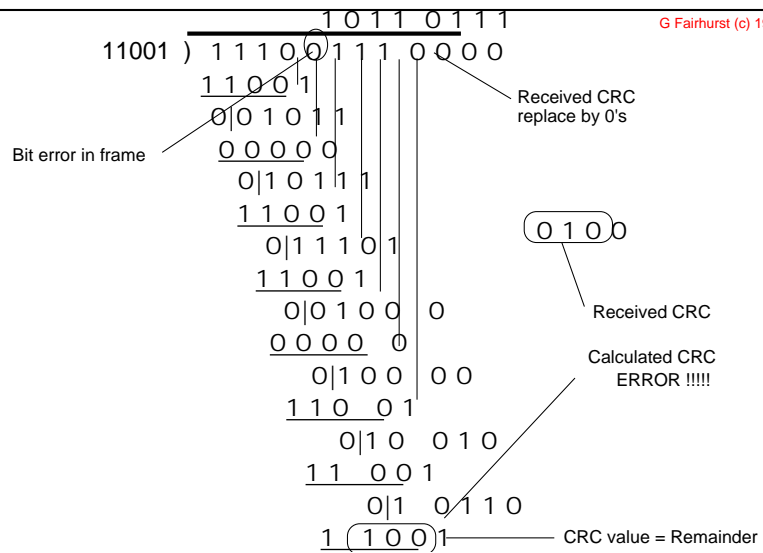 1 0 1 1 0 1 1 1
G Fairhurst (c) 19
11001 ) 1 1 1 0 0 1 1 1 0 0 0 0
1 1 0 0 1
Received CRC
replace by 0's
0|0 1 0 1 1
Bit error in frame
0 0 0 0 0
0|1 0 1 1 1
1 1 0 0 1
0 1 0 0
0|1 1 1 0 1
1 1 0 0 1
0|0 1 0 0 0
Received CRC
0 0 0 0 0
Calculated CRC
ERROR !!!!!
0|1 0 0 0 0
1 1 0 0 1
0|1 0 0 1 0
1 1 0 0 1
0|1 0 1 1 0
1 1 0 0 1
CRC value = Remainder